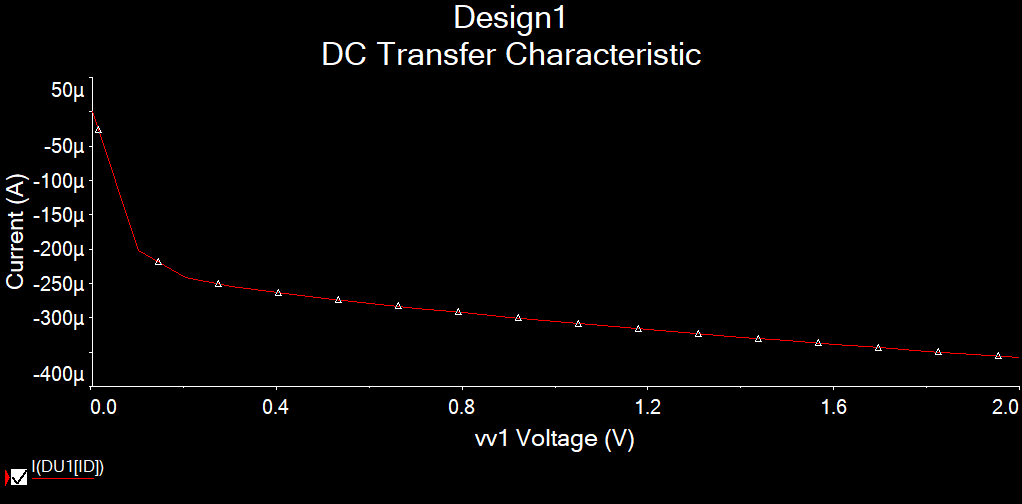 Design1
DC Transfer Characteristic
50µ
-50µ
-100µ
-150µ
-200µ
-250µ
-300µ
-400µ
Current (A)
0.0 0.4 0.8 1.2 1.6 2.0
vv1 Voltage (V)
I(DU1[ID])